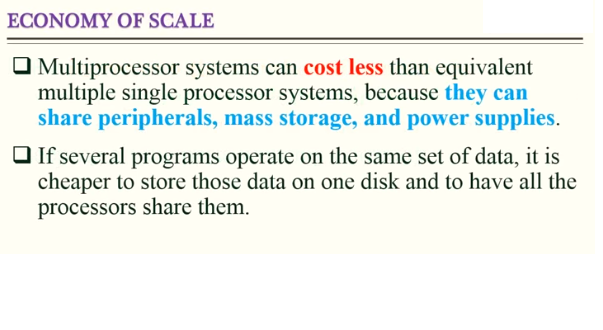 ECONOMY OF SCALE
❑ Multiprocessor systems can cost less than equivalent
multiple single processor systems, because they can
share peripherals, mass storage, and power supplies.
❑ If several programs operate on the same set of data, it is
cheaper to store those data on one disk and to have all the
processors share them.